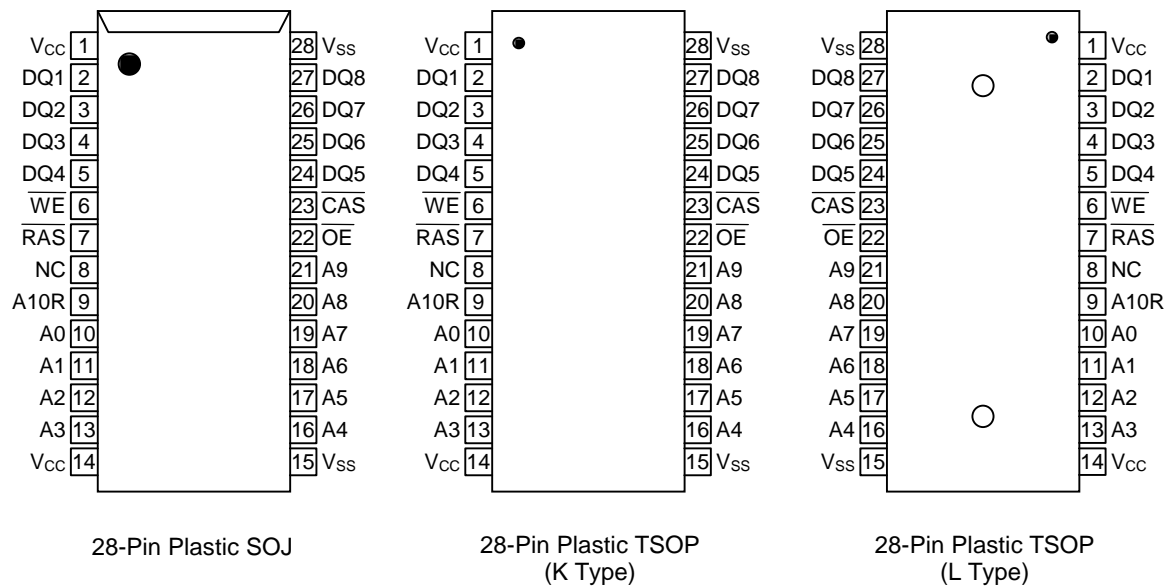 VCC 1 28 VSS VCC 1 28 VSS VSS 28 1 VCC
DQ1 2 27 DQ8 DQ1 2 27 DQ8 DQ8 27 2 DQ1
DQ2 3 26 DQ7 DQ2 3 26 DQ7 DQ7 26 3 DQ2
DQ3 4 25 DQ6 DQ3 4 25 DQ6 DQ6 25 4 DQ3
DQ4 5 24 DQ5 DQ4 5 24 DQ5 DQ5 24 5 DQ4
WE 6 23 CAS WE 6 23 CAS CAS 23 6 WE
RAS 7 22 OE RAS 7 22 OE OE 22 7 RAS
NC 8 21 A9 NC 8 21 A9 A9 21 8 NC
A10R 9 20 A8 A10R 9 20 A8 A8 20 9 A10R
A0 10 19 A7 A0 10 19 A7 A7 19 10 A0
A1 11 18 A6 A1 11 18 A6 A6 18 11 A1
A2 12 17 A5 A2 12 17 A5 A5 17 12 A2
A3 13 16 A4 A3 13 16 A4 A4 16 13 A3
VCC 14 15 VSS VCC 14 15 VSS VSS 15 14 VCC
28-Pin Plastic SOJ 28-Pin Plastic TSOP 28-Pin Plastic TSOP
(K Type) (L Type)